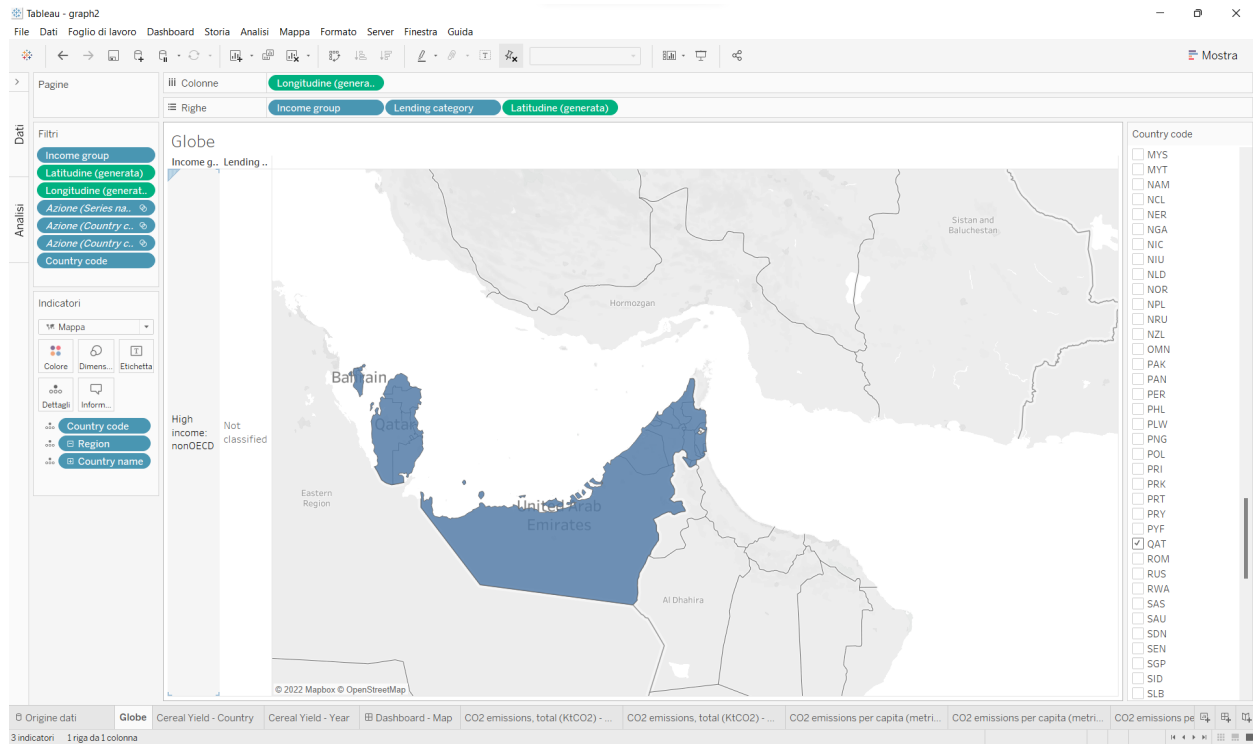 Tableau - graph2
File Dati Foglio di lavoro Dashboard Storia Analisi Mappa Formato Server Finestra Guida
Mostra
Dati
Analisi
Pagine
Filtri
Income group
Latitudine (generata)
Longitudine (generat..
Azione (Series na..
Azione (Country c..
Azione (Country c..
Country code
Indicatori
Mappa
Colore Dimens... Etichetta
Dettagli Inform...
Country code
Region
Country name
Colonne Longitudine (genera..
Righe Income group Lending category Latitudine (generata)
Globe
Income g.. Lending ..
High
income:
nonOECD
Not
classified
Sistan and
Baluchestan
Hormozgan
Bahrain
Qatar
Eastern
Region
United Arab
Emirates
Al Dhahira
© 2022 Mapbox © OpenStreetMap
Country code
MYS
MYT
NAM
NCL
NER
NGA
NIC
NIU
NLD
NOR
NPL
NRU
NZL
OMN
PAK
PAN
PER
PHL
PLW
PNG
POL
PRI
PRK
PRT
PRY
PYF
QAT
ROM
RUS
RWA
SAS
SAU
SDN
SEN
SGP
SID
SLB
Origine dati Globe Cereal Yield - Country Cereal Yield - Year Dashboard - Map CO2 emissions, total (KtCO2) - ... CO2 emissions, total (KtCO2) - ... CO2 emissions per capita (metri... CO2 emissions per capita (metri... CO2 emissions pe
3 indicatori 1 riga da 1 colonna